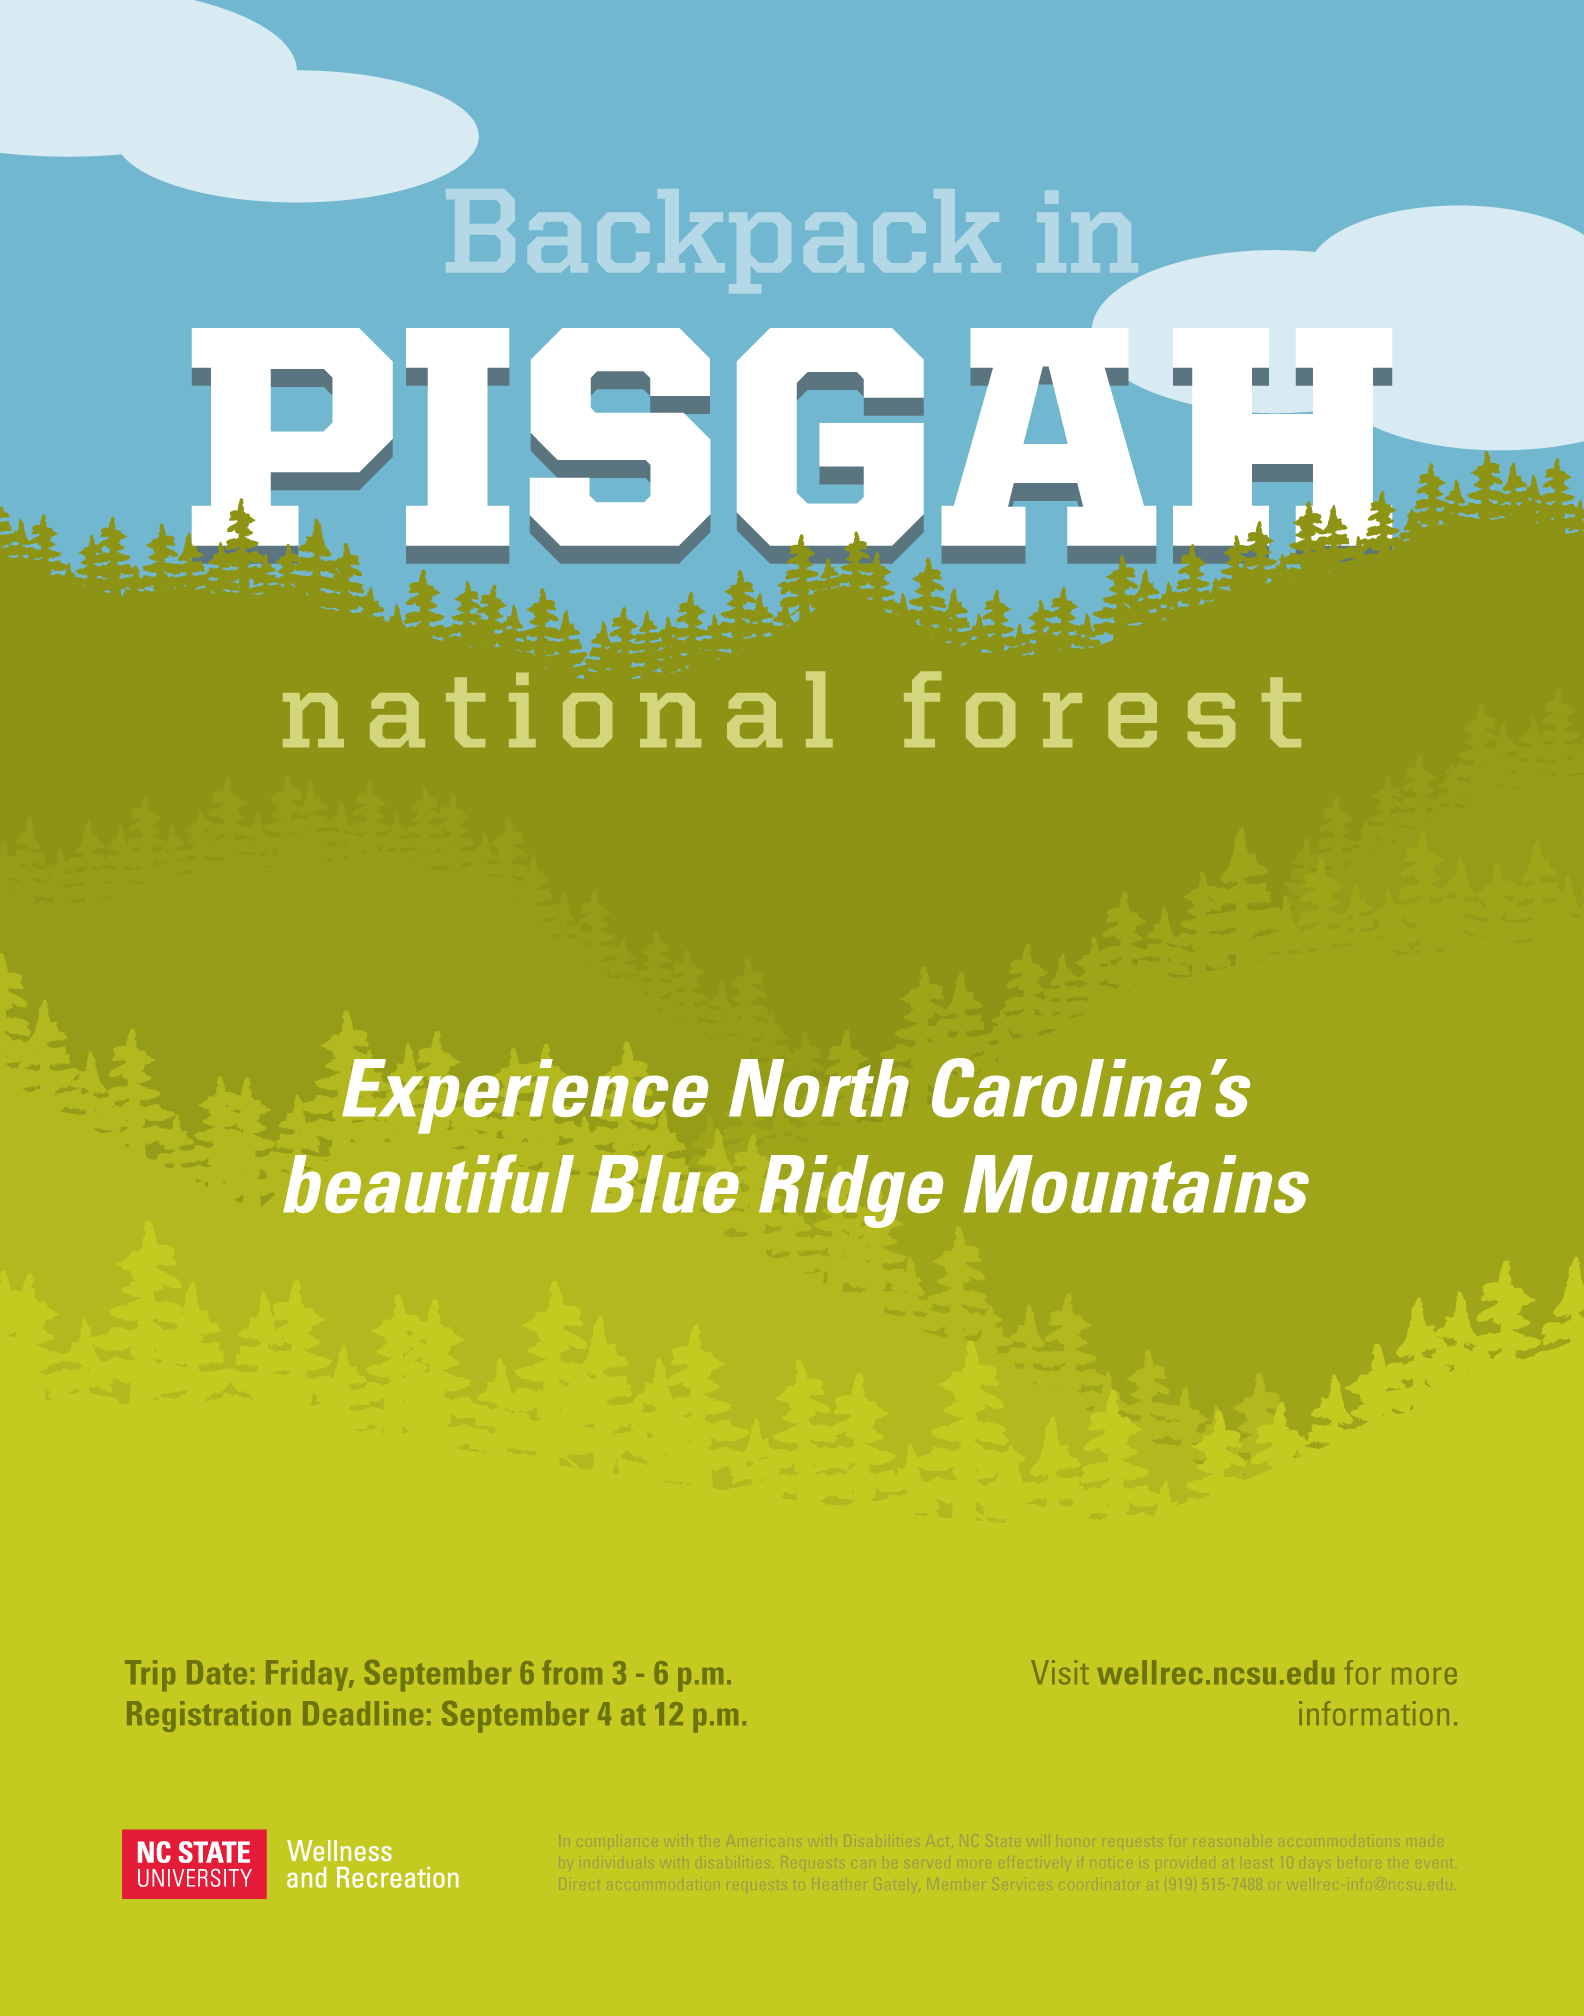 Backpack in
PISGAH
national forest
Experience North Carolina’s
beautiful Blue Ridge Mountains
Trip Date: Friday, September 6 from 3 - 6 p.m.
Registration Deadline: September 4 at 12 p.m.
Visit wellrec.ncsu.edu for more
information.
NC STATE
UNIVERSITY
Wellness
and Recreation
In compliance with the Americans with Disabilities Act, NC State will honor requests for reasonable accommodations made
by individuals with disabilities. Requests can be served more effectively if notice is provided at least 10 days before the event.
Direct accommodation requests to Heather Gately, Member Services coordinator at (919) 515-7488 or wellrec-info@ncsu.edu.